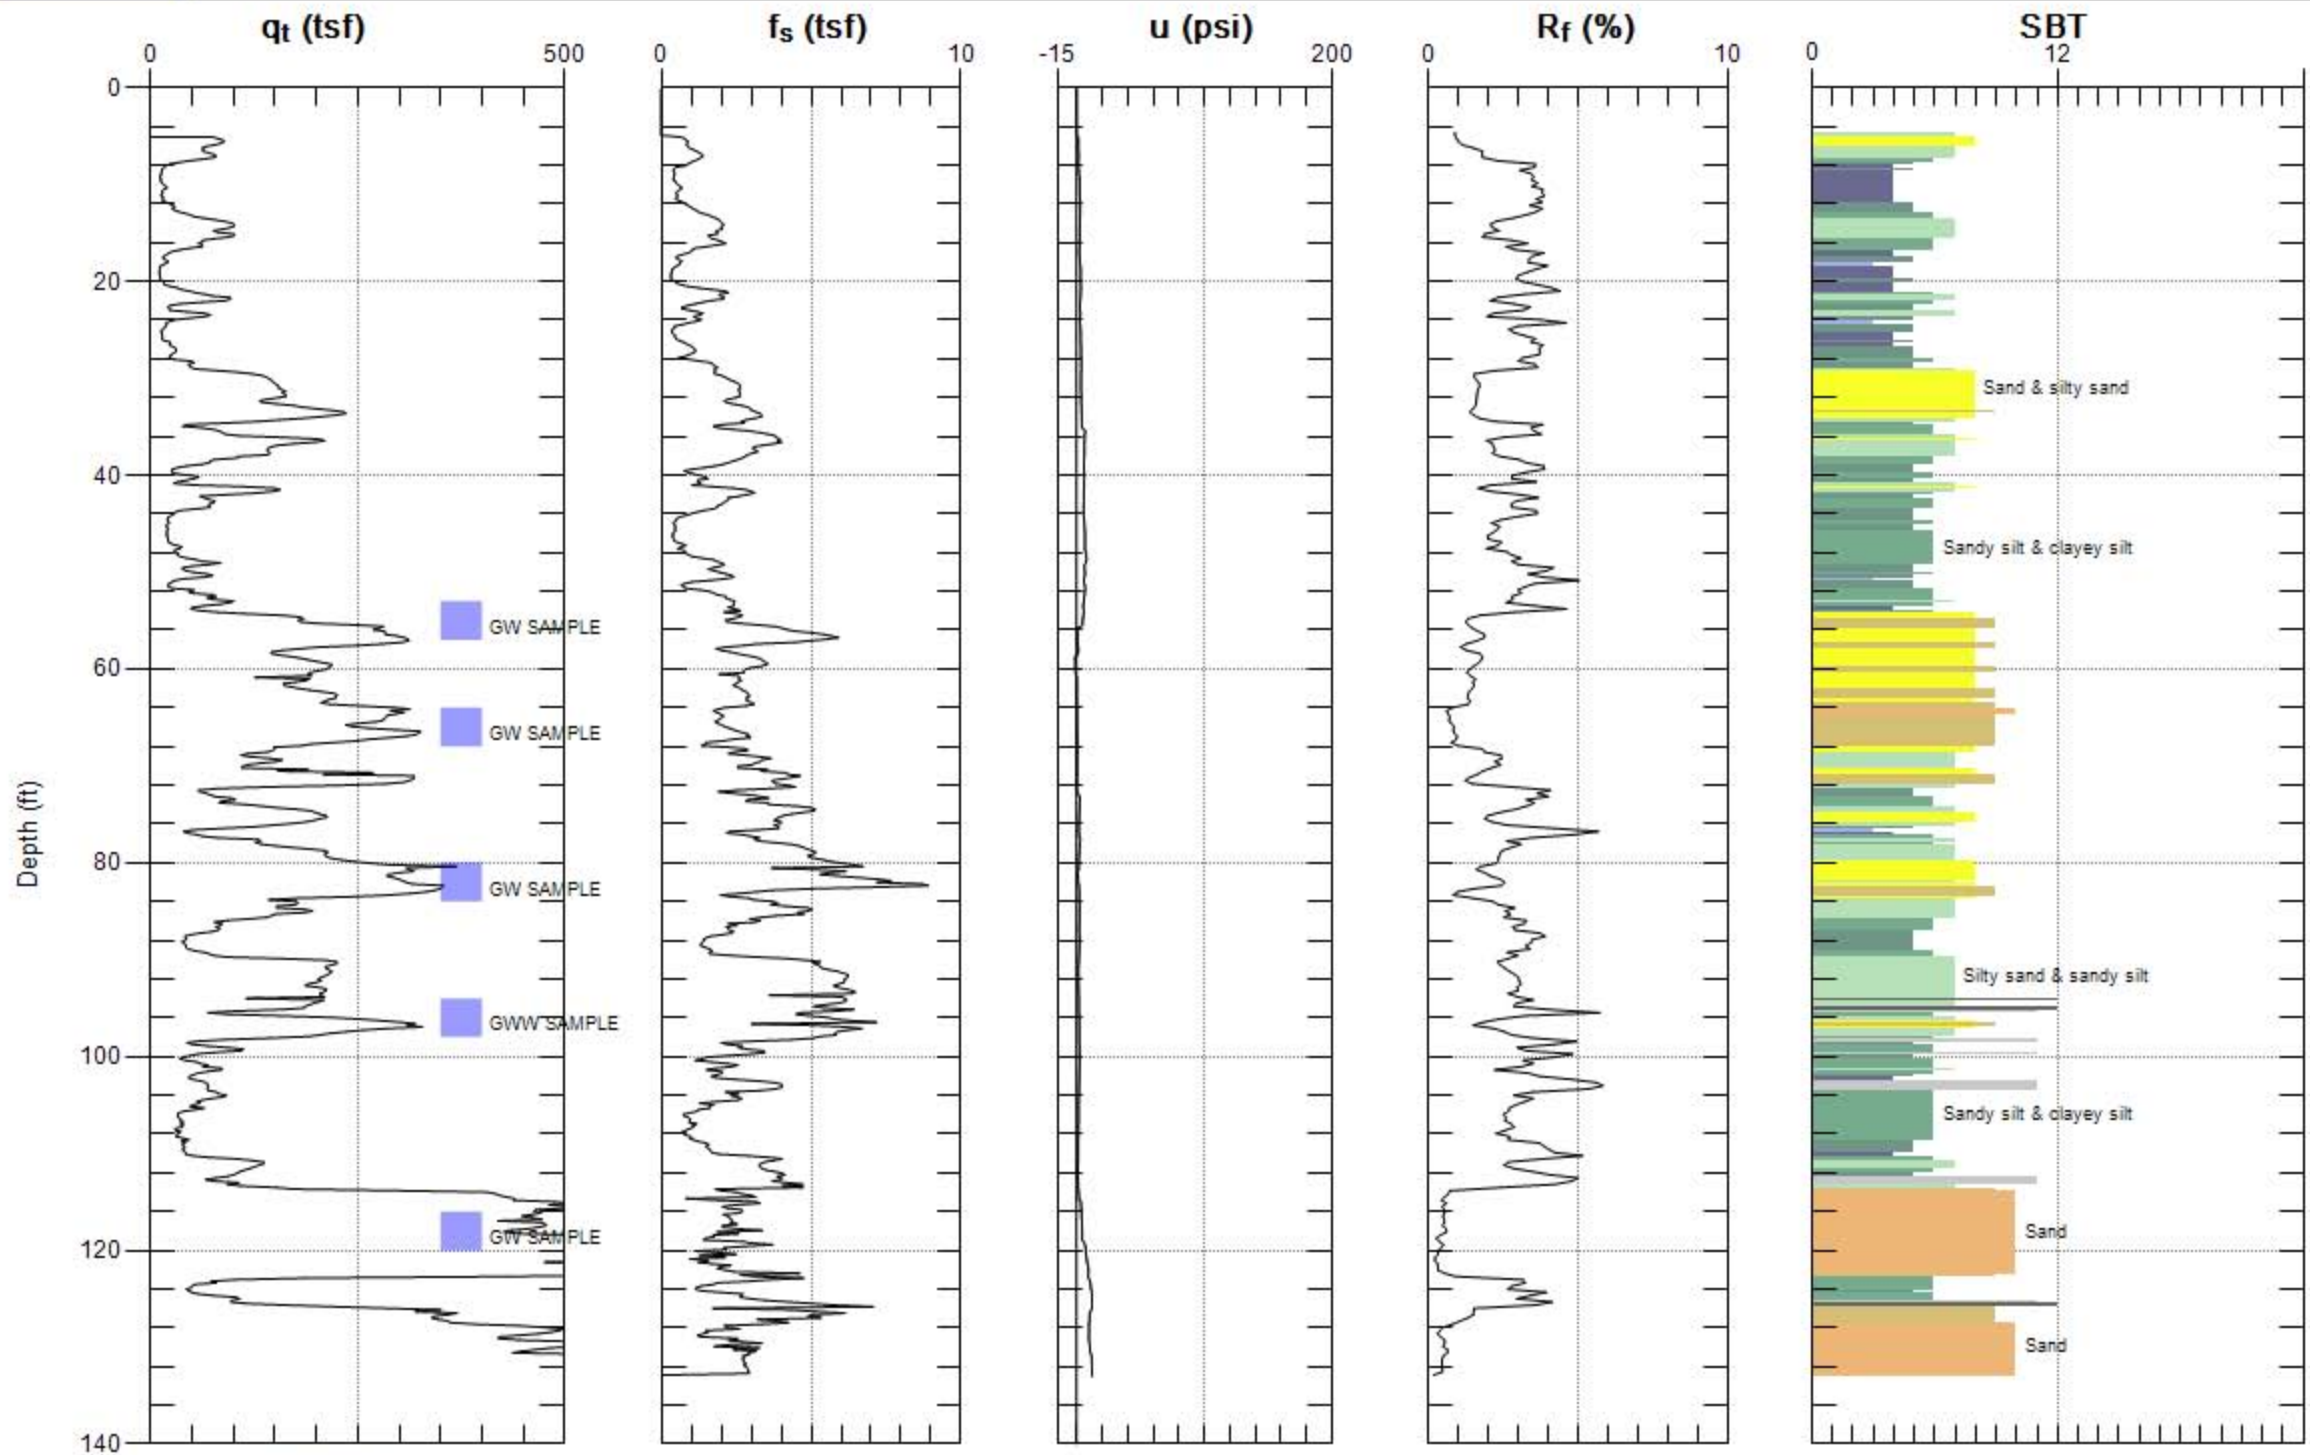 qt (tsf) fs (tsf) u (psi) Rf (%) SBT
0 500 0 10 -15 200 0 10 0 12
0
20
Sand & silty sand
40
Sandy silt & clayey silt
GW SAMPLE
60
GW SAMPLE
Depth (ft)
80
GW SAMPLE
Silty sand & sandy silt
GWW SAMPLE
100
Sandy silt & clayey silt
GW SAMPLE
Sand
120
Sand
140